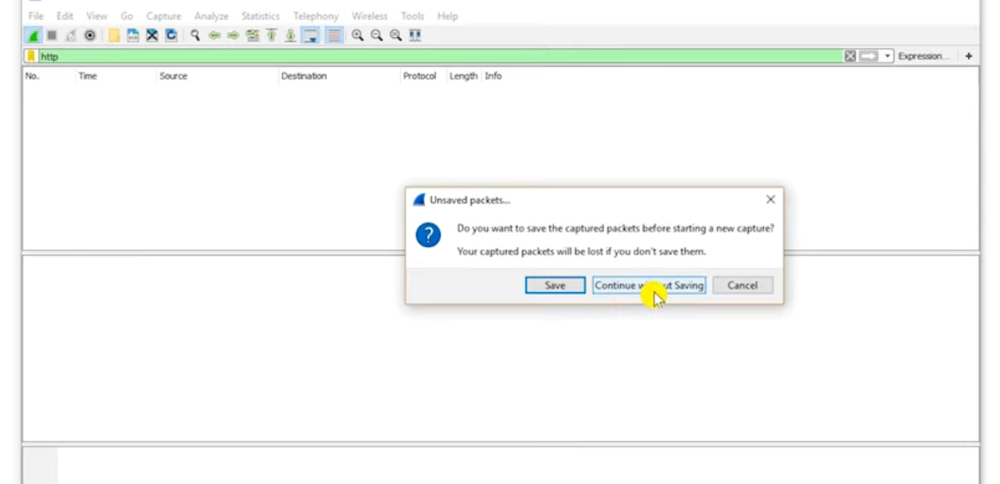 File Edit View Go Capture Analyze Statistics Telephony Wireless Tools Help
http Expression... +
No. Time Source Destination Protocol Length Info
Unsaved packets...
Do you want to save the captured packets before starting a new capture?
Your captured packets will be lost if you don't save them.
Save Continue Saving Cancel